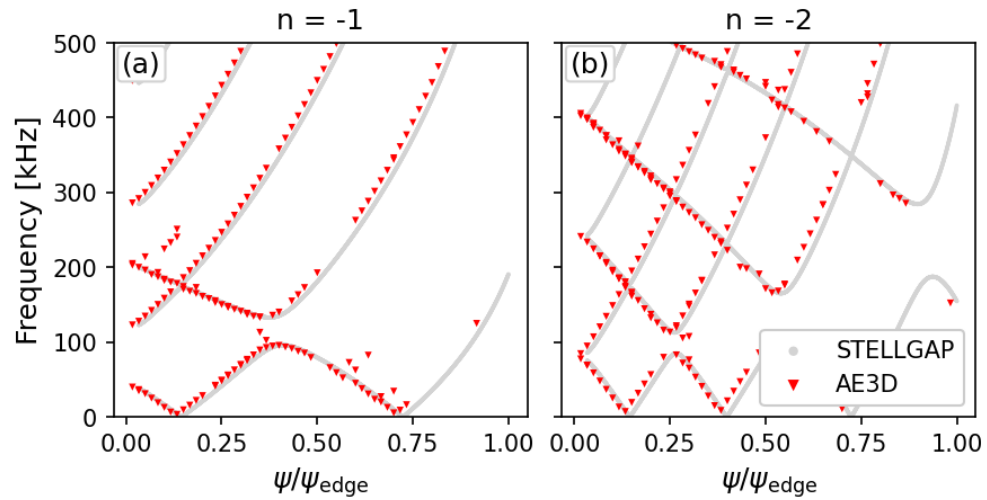 n = -1
n = -2
(a)
(b)
Frequency [kHz]
500
400
300
200
100
0
STELLGAP
AE3D
0.00 0.25 0.50 0.75 1.00
0.00 0.25 0.50 0.75 1.00
ψ/ψedge
ψ/ψedge